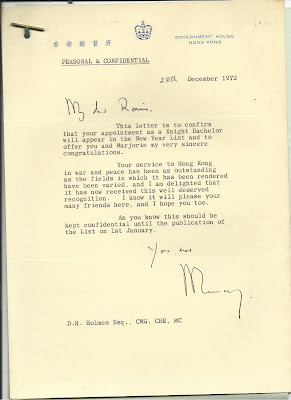 香港總督府
GOVERNMENT HOUSE
HONG KONG
PERSONAL & CONFIDENTIAL
28th December 1972
My
This letter is to confirm
that your appointment as a Knight Bachelor
will appear in the New Year List and to
offer you and Marjorie my very sincere
congratulations.
Your service to Hong Kong
in war and peace has been as outstanding
as the fields in which it has been rendered
have been varied, and I am delighted that
it has now received this well deserved
recognition. I know it will please your
many friends here, and I hope you too.
As you know this should be
kept confidential until the publication of
the List on 1st January.
D.R. Holmes Esq., CMG, CBE, MC